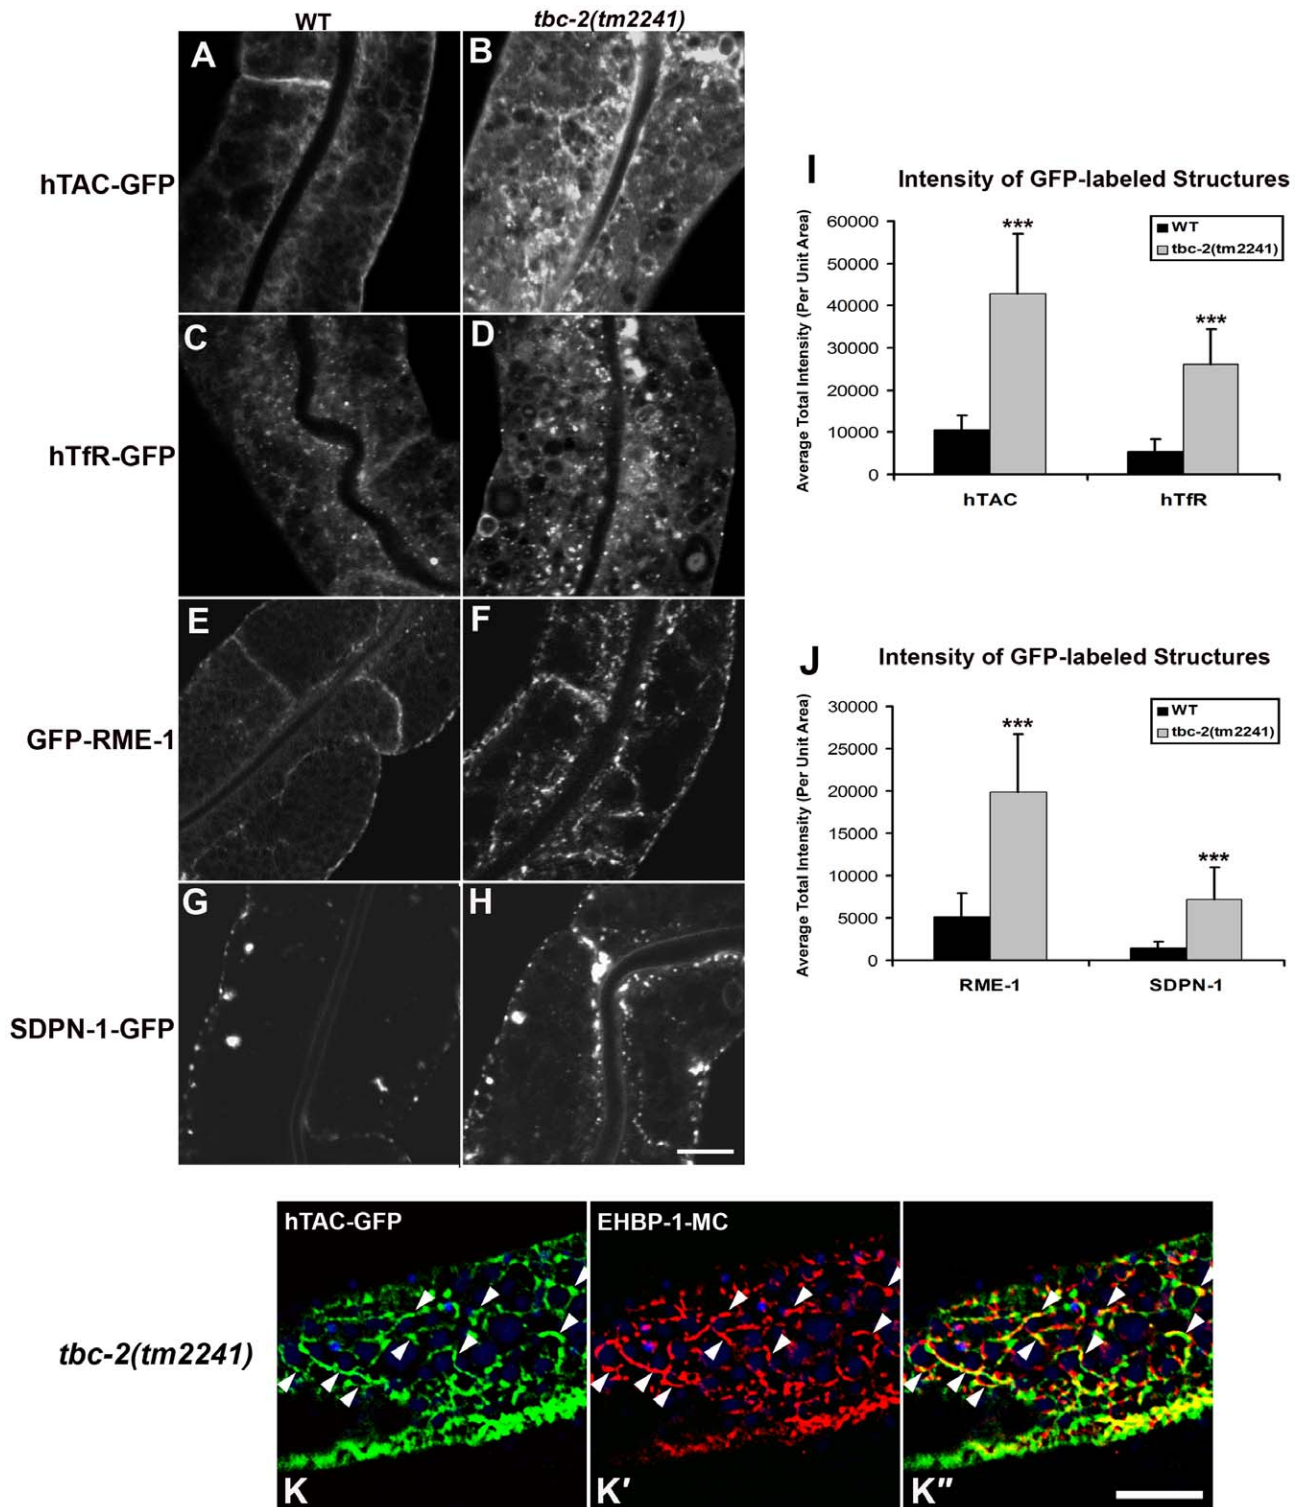 WT
tbc-2(tm2241)
A
B
hTAC-GFP
C
D
hTfR-GFP
E
F
GFP-RME-1
G
H
SDPN-1-GFP
I
Intensity of GFP-labeled Structures
Average Total Intensity (Per Unit Area)
60000
50000
40000
30000
20000
10000
0
***
***
WT
tbc-2(tm2241)
hTAC
hTfR
J
Intensity of GFP-labeled Structures
Average Total Intensity (Per Unit Area)
30000
25000
20000
15000
10000
5000
0
***
***
WT
tbc-2(tm2241)
RME-1
SDPN-1
tbc-2(tm2241)
hTAC-GFP
EHBP-1-MC
K
K′
K″